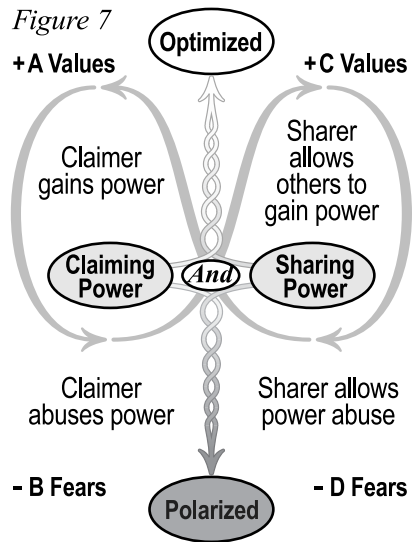 Figure 7
Optimized
+A Values
+C Values
Claimer
gains power
Sharer
allows
others to
gain power
Claiming
Power
And
Sharing
Power
Claimer
abuses power
Sharer allows
power abuse
– B Fears
– D Fears
Polarized